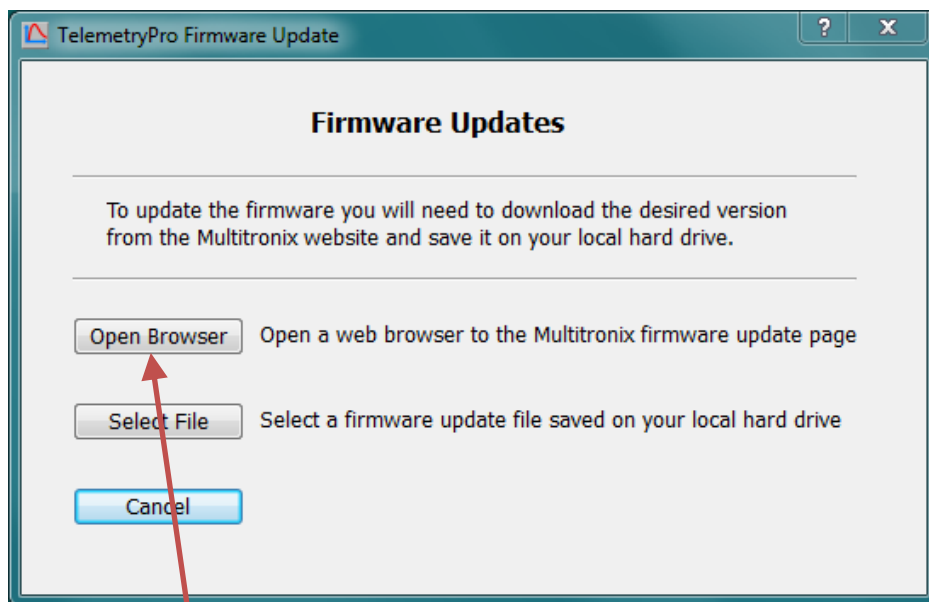 TelemetryPro Firmware Update
? X
Firmware Updates
To update the firmware you will need to download the desired version
from the Multitronix website and save it on your local hard drive.
Open Browser Open a web browser to the Multitronix firmware update page
Select File Select a firmware update file saved on your local hard drive
Cancel